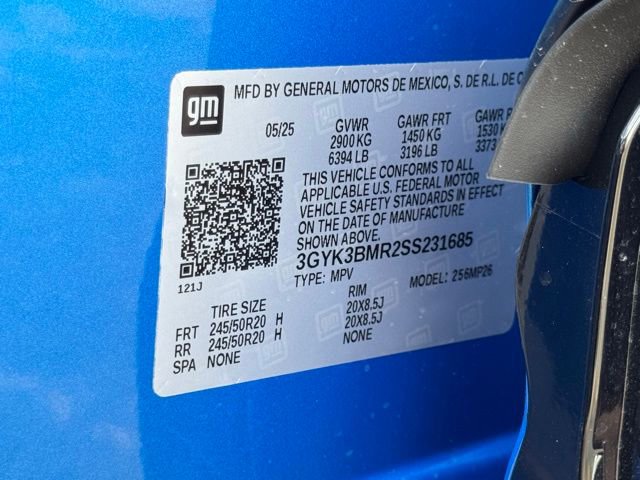 gm
MFD BY GENERAL MOTORS DE MEXICO, S. DE R.L. DE C
05/25 GVWR GAWR FRT GAWR
2900 KG 1450 KG 1530 K
6394 LB 3196 LB 3373
THIS VEHICLE CONFORMS TO ALL
APPLICABLE U.S. FEDERAL MOTOR
VEHICLE SAFETY STANDARDS IN EFFECT
ON THE DATE OF MANUFACTURE
SHOWN ABOVE.
3GYK3BMR2SS231685
121J TYPE: MPV MODEL: 256MP26
TIRE SIZE RIM
FRT 245/50R20 H 20X8.5J
RR 245/50R20 H 20X8.5J
SPA NONE NONE